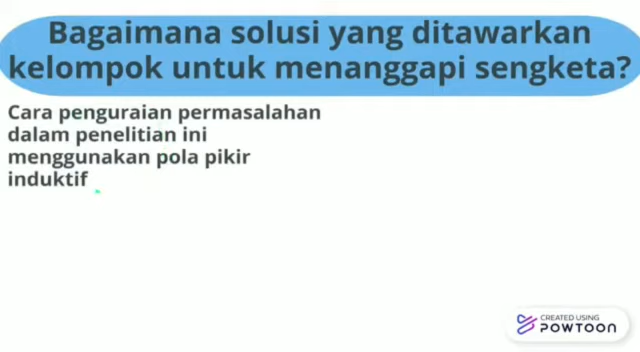 Bagaimana solusi yang ditawarkan
kelompok untuk menanggapi sengketa?
Cara penguraian permasalahan
dalam penelitian ini
menggunakan pola pikir
induktif
CREATED USING
POWTOON